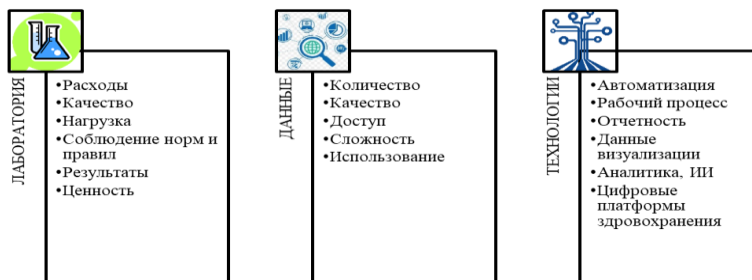 ЛАБОРАТОРИЯ
•Расходы
•Качество
•Нагрузка
•Соблюдение норм и
правил
•Результаты
•Ценность
ДАННЫЕ
•Количество
•Качество
•Доступ
•Сложность
•Использование
ТЕХНОЛОГИИ
•Автоматизация
•Рабочий процесс
•Отчетность
•Данные
визуализации
•Аналитика, ИИ
•Цифровые
платформы
здровохранения